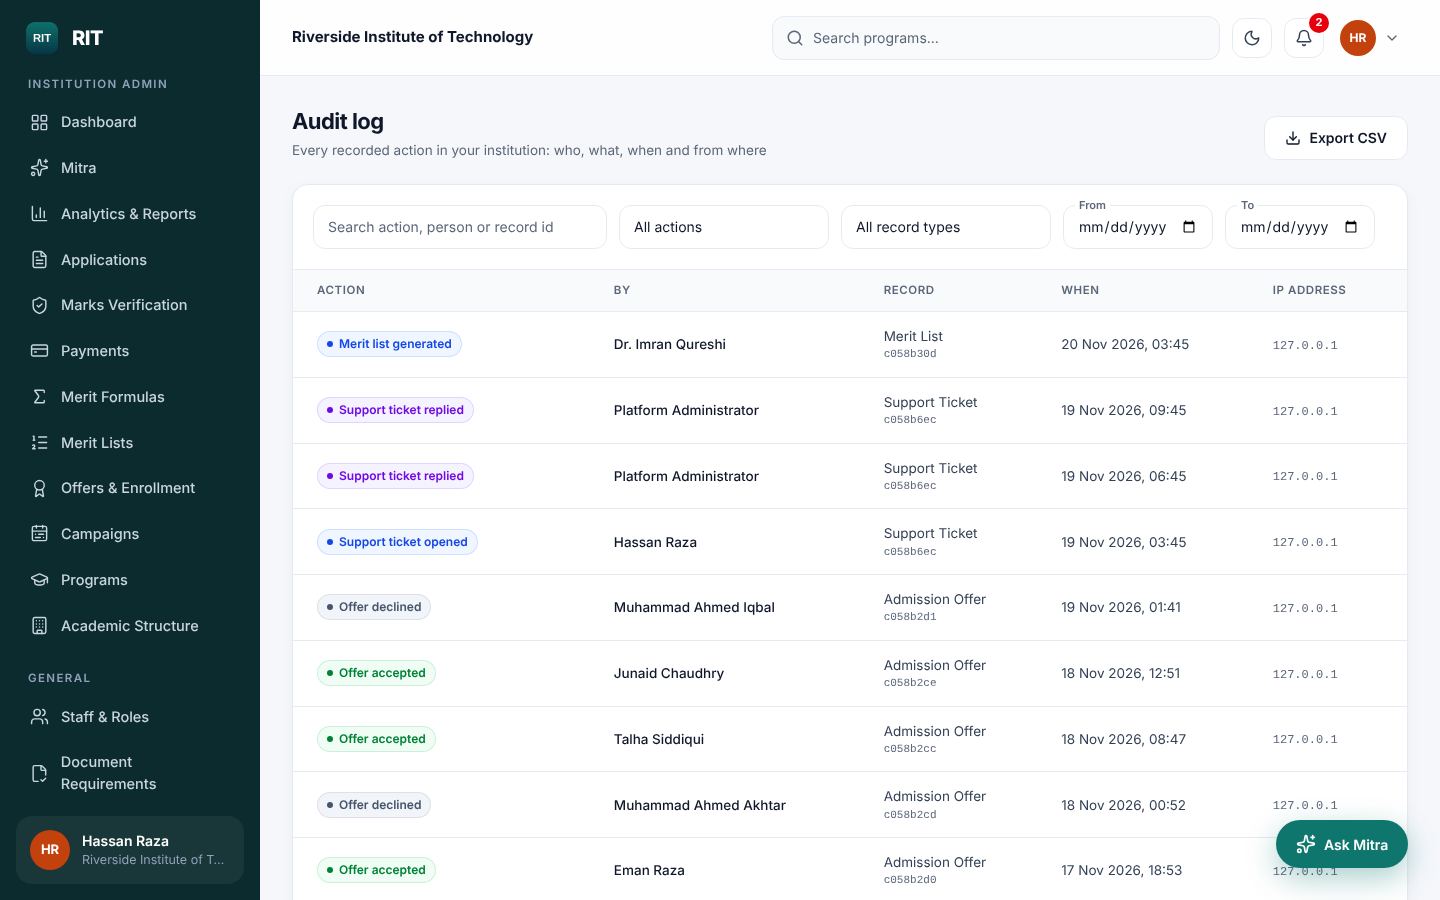 RIT
RIT
INSTITUTION ADMIN
Dashboard
Mitra
Analytics & Reports
Applications
Marks Verification
Payments
Merit Formulas
Merit Lists
Offers & Enrollment
Campaigns
Programs
Academic Structure
GENERAL
Staff & Roles
Document
Requirements
HR
Hassan Raza
Riverside Institute of T...
Riverside Institute of Technology
Search programs...
2
HR
Audit log
Every recorded action in your institution: who, what, when and from where
Export CSV
Search action, person or record id
All actions
All record types
From
mm/dd/yyyy
To
mm/dd/yyyy
ACTION BY RECORD WHEN IP ADDRESS
Merit list generated Dr. Imran Qureshi Merit List 20 Nov 2026, 03:45 127.0.0.1
c058b30d
Support ticket replied Platform Administrator Support Ticket 19 Nov 2026, 09:45 127.0.0.1
c058b6ec
Support ticket replied Platform Administrator Support Ticket 19 Nov 2026, 06:45 127.0.0.1
c058b6ec
Support ticket opened Hassan Raza Support Ticket 19 Nov 2026, 03:45 127.0.0.1
c058b6ec
Offer declined Muhammad Ahmed Iqbal Admission Offer 19 Nov 2026, 01:41 127.0.0.1
c058b2d1
Offer accepted Junaid Chaudhry Admission Offer 18 Nov 2026, 12:51 127.0.0.1
c058b2ce
Offer accepted Talha Siddiqui Admission Offer 18 Nov 2026, 08:47 127.0.0.1
c058b2cc
Offer declined Muhammad Ahmed Akhtar Admission Offer 18 Nov 2026, 00:52 127.0.0.1
c058b2cd
Offer accepted Eman Raza Admission Offer 17 Nov 2026, 18:53 127.0.0.1
c058b2d0
Ask Mitra